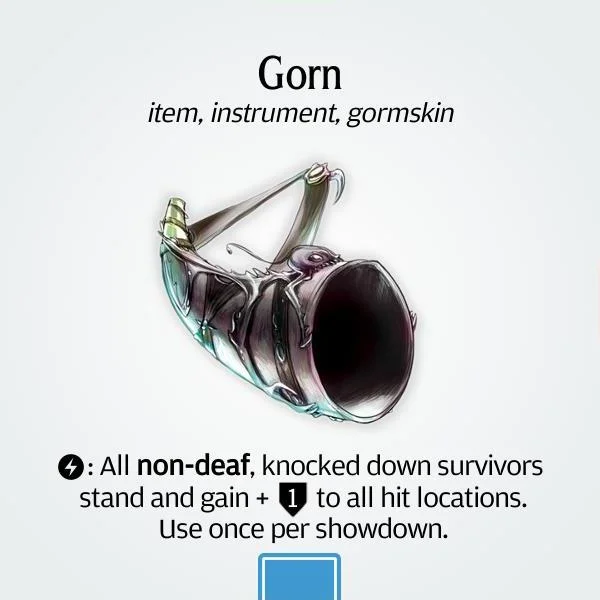 Gorn
item, instrument, gormskin
: All non-deaf, knocked down survivors
stand and gain + 1 to all hit locations.
Use once per showdown.